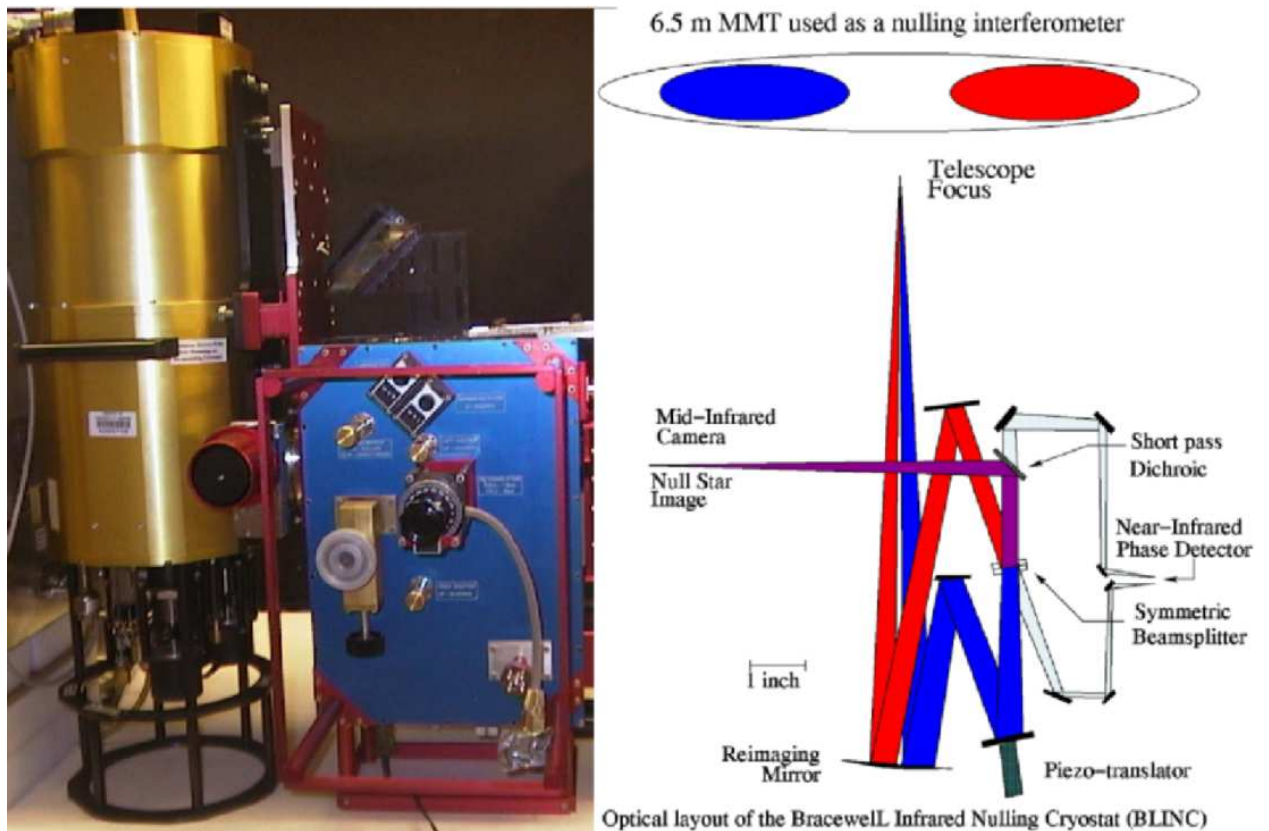 6.5 m MMT used as a nulling interferometer
Telescope
Focus
Mid-Infrared
Camera
Null Star
Image
Short pass
Dichroic
Near-Infrared
Phase Detector
Symmetric
Beamsplitter
1 inch
Reimaging
Mirror
Piezo-translator
Optical layout of the BracewelL Infrared Nulling Cryostat (BLINC)